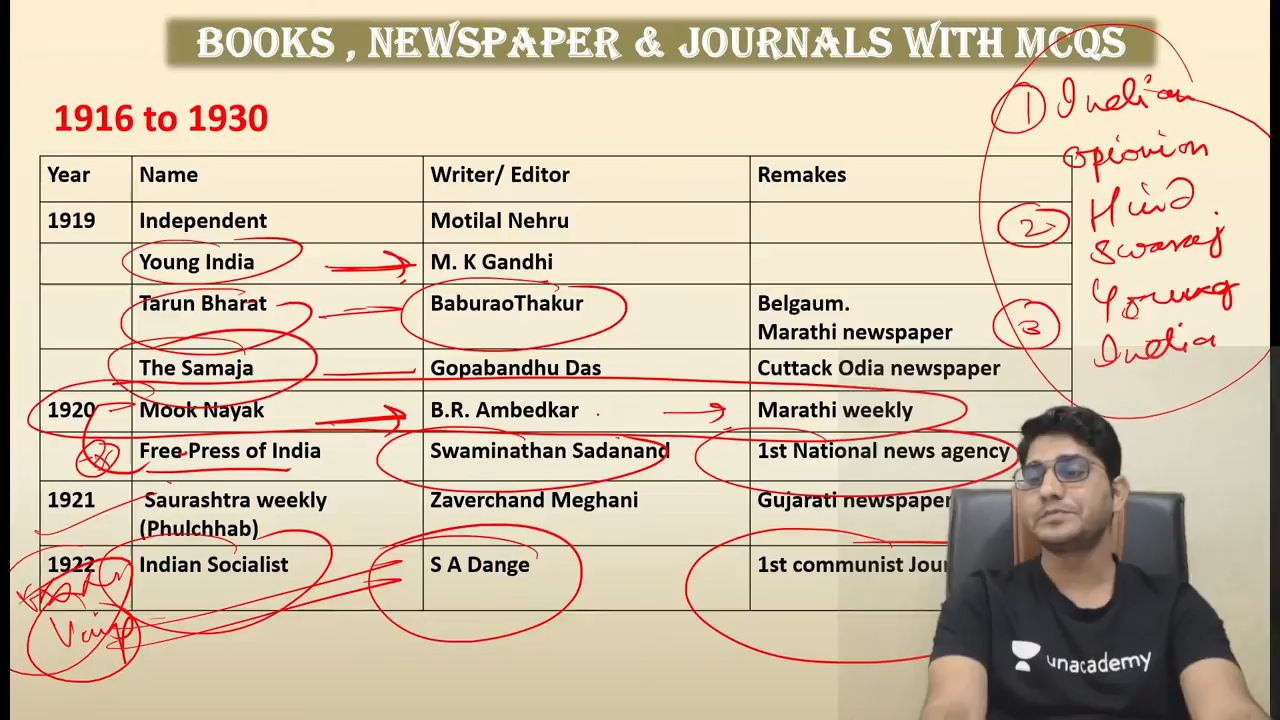 BOOKS , NEWSPAPER & JOURNALS WITH MCQS
1916 to 1930
Year Name Writer/ Editor Remakes
1919 Independent Motilal Nehru
Young India M. K Gandhi
Tarun Bharat BaburaoThakur Belgaum.
Marathi newspaper
The Samaja Gopabandhu Das Cuttack Odia newspaper
1920 Mook Nayak B.R. Ambedkar Marathi weekly
Free Press of India Swaminathan Sadanand 1st National news agency
1921 Saurashtra weekly Zaverchand Meghani Gujarati newspaper
(Phulchhab)
1922 Indian Socialist S A Dange 1st communist Jour
1 Indian
opionion
2 Hind
Swaraj
3 Young
India
unacademy